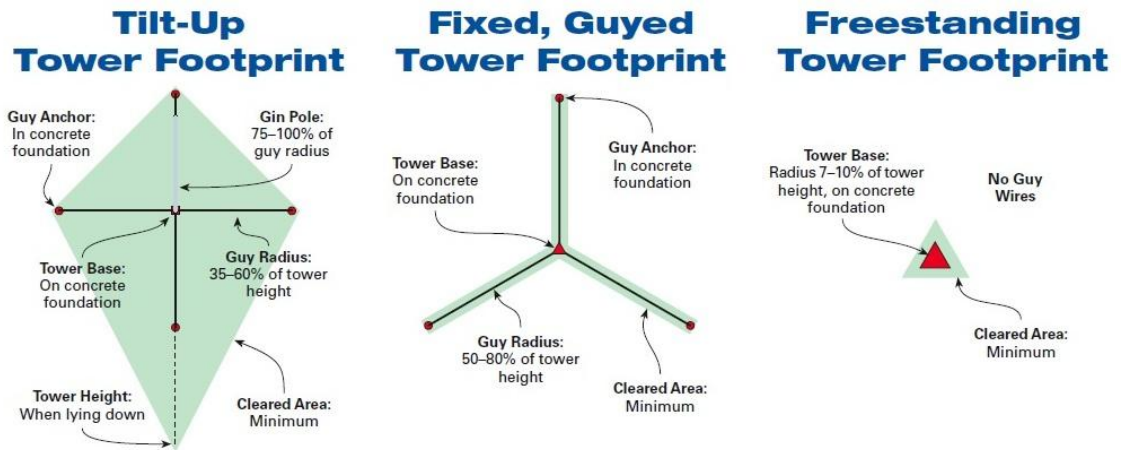 Tilt-Up
Tower Footprint
Guy Anchor:
In concrete
foundation
Gin Pole:
75–100% of
guy radius
Tower Base:
On concrete
foundation
Guy Radius:
35–60% of tower
height
Tower Height:
When lying down
Cleared Area:
Minimum
Fixed, Guyed
Tower Footprint
Guy Anchor:
In concrete
foundation
Tower Base:
On concrete
foundation
Guy Radius:
50–80% of tower
height
Cleared Area:
Minimum
Freestanding
Tower Footprint
Tower Base:
Radius 7–10% of tower
height, on concrete
foundation
No Guy
Wires
Cleared Area:
Minimum